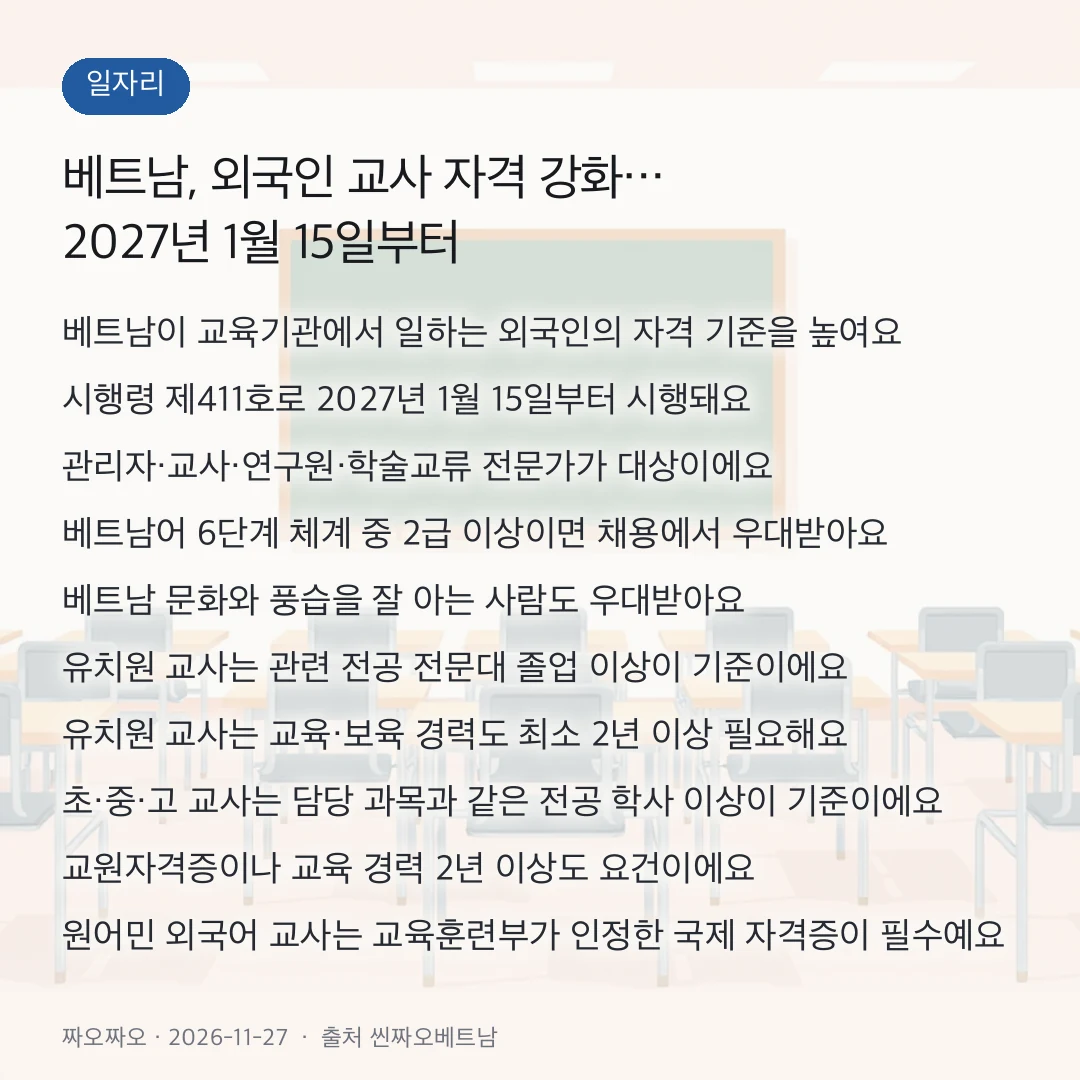 일자리
베트남, 외국인 교사 자격 강화…
2027년 1월 15일부터
베트남이 교육기관에서 일하는 외국인의 자격 기준을 높여요
시행령 제411호로 2027년 1월 15일부터 시행돼요
관리자·교사·연구원·학술교류 전문가가 대상이에요
베트남어 6단계 체계 중 2급 이상이면 채용에서 우대받아요
베트남 문화와 풍습을 잘 아는 사람도 우대받아요
유치원 교사는 관련 전공 전문대 졸업 이상이 기준이에요
유치원 교사는 교육·보육 경력도 최소 2년 이상 필요해요
초·중·고 교사는 담당 과목과 같은 전공 학사 이상이 기준이에요
교원자격증이나 교육 경력 2년 이상도 요건이에요
원어민 외국어 교사는 교육훈련부가 인정한 국제 자격증이 필수예요
짜오짜오 · 2026-11-27 · 출처 씬짜오베트남